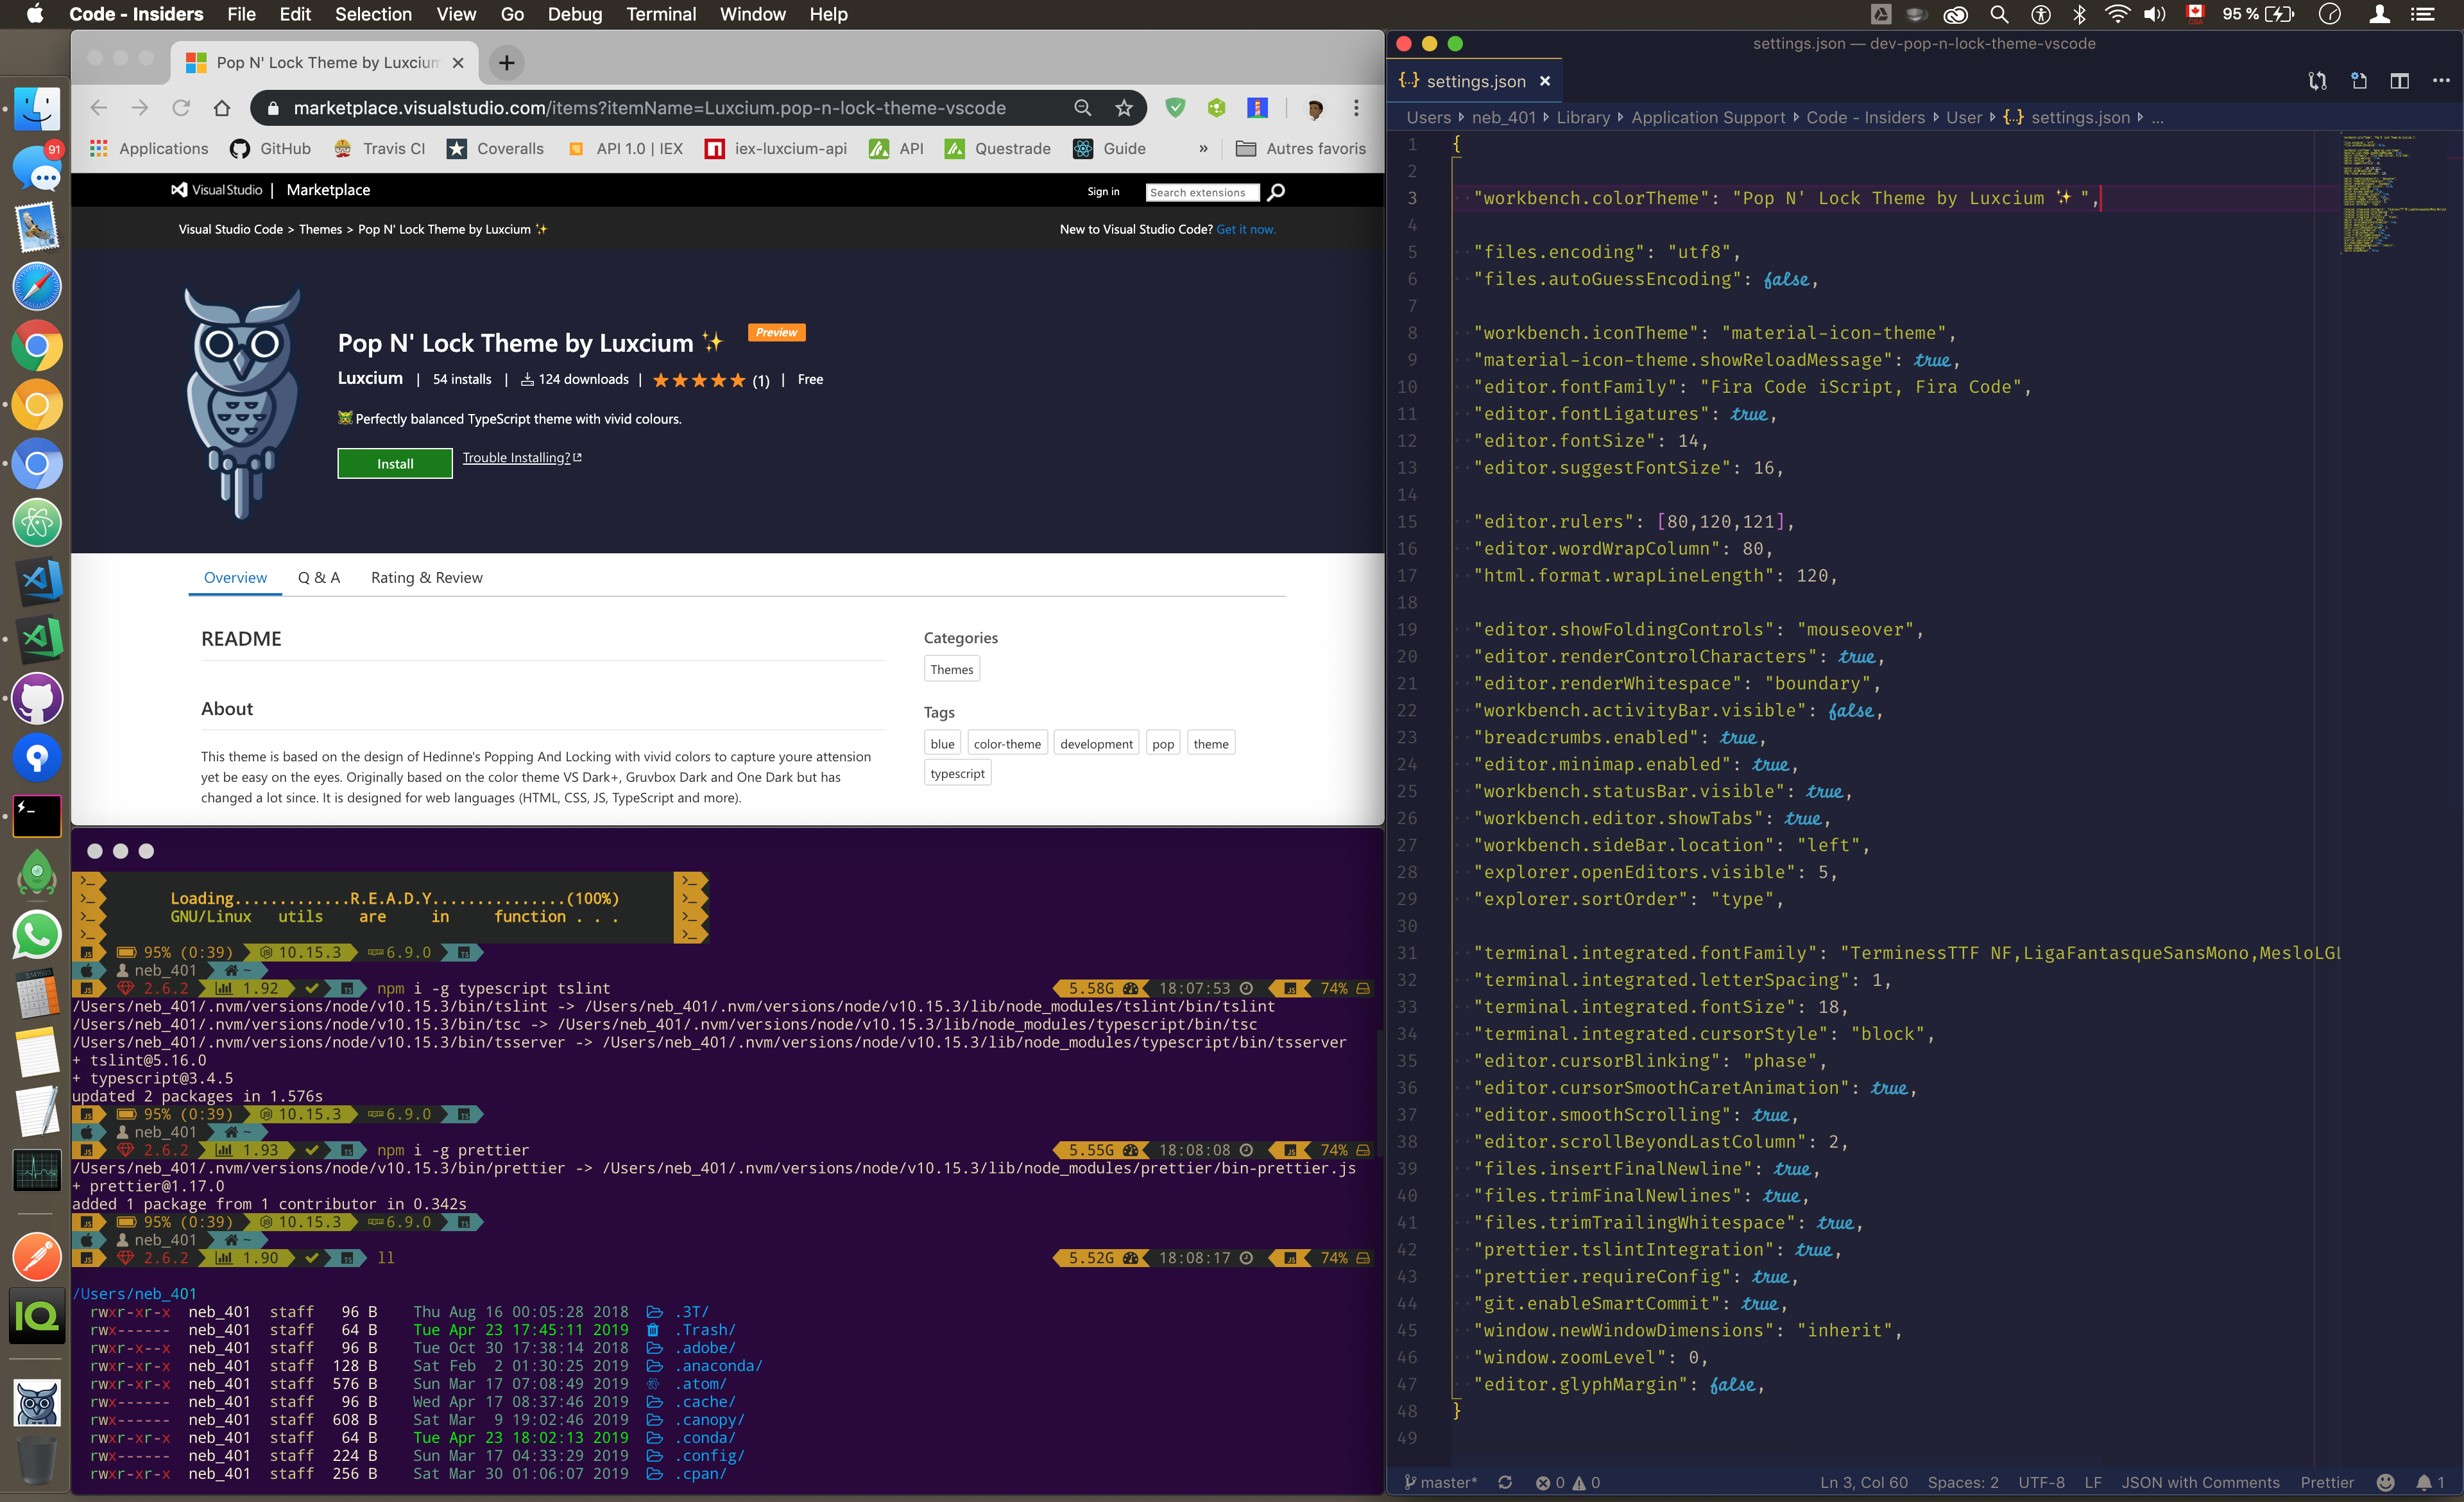 Code - Insiders File Edit Selection View Go Debug Terminal Window Help
CSA 95 %
91
Pop N' Lock Theme by Luxcium
marketplace.visualstudio.com/items?itemName=Luxcium.pop-n-lock-theme-vscode
Applications GitHub Travis CI Coveralls API 1.0 | IEX iex-luxcium-api API Questrade Guide » Autres favoris
Visual Studio | Marketplace
Sign in
Search extensions
Visual Studio Code > Themes > Pop N' Lock Theme by Luxcium ✨
New to Visual Studio Code? Get it now.
Pop N' Lock Theme by Luxcium ✨ Preview
Luxcium | 54 installs | 124 downloads | ★★★★★ (1) | Free
Perfectly balanced TypeScript theme with vivid colours.
Install Trouble Installing?
Overview Q & A Rating & Review
README
About
This theme is based on the design of Hedinne's Popping And Locking with vivid colors to capture youre attension
yet be easy on the eyes. Originally based on the color theme VS Dark+, Gruvbox Dark and One Dark but has
changed a lot since. It is designed for web languages (HTML, CSS, JS, TypeScript and more).
Categories
Themes
Tags
blue color-theme development pop theme
typescript
Loading.............R.E.A.D.Y...............(100%)
GNU/Linux utils are in function . . .
95% (0:39) 10.15.3 6.9.0
neb_401 ~
2.6.2 1.92 ✔ npm i -g typescript tslint 5.58G 18:07:53 74%
/Users/neb_401/.nvm/versions/node/v10.15.3/bin/tslint -> /Users/neb_401/.nvm/versions/node/v10.15.3/lib/node_modules/tslint/bin/tslint
/Users/neb_401/.nvm/versions/node/v10.15.3/bin/tsc -> /Users/neb_401/.nvm/versions/node/v10.15.3/lib/node_modules/typescript/bin/tsc
/Users/neb_401/.nvm/versions/node/v10.15.3/bin/tsserver -> /Users/neb_401/.nvm/versions/node/v10.15.3/lib/node_modules/typescript/bin/tsserver
+ tslint@5.16.0
+ typescript@3.4.5
updated 2 packages in 1.576s
95% (0:39) 10.15.3 6.9.0
neb_401 ~
2.6.2 1.93 ✔ npm i -g prettier 5.55G 18:08:08 74%
/Users/neb_401/.nvm/versions/node/v10.15.3/bin/prettier -> /Users/neb_401/.nvm/versions/node/v10.15.3/lib/node_modules/prettier/bin-prettier.js
+ prettier@1.17.0
added 1 package from 1 contributor in 0.342s
95% (0:39) 10.15.3 6.9.0
neb_401 ~
2.6.2 1.90 ✔ ll 5.52G 18:08:17 74%
/Users/neb_401
rwxr-xr-x neb_401 staff 96 B Thu Aug 16 00:05:28 2018 .3T/
rwx------ neb_401 staff 64 B Tue Apr 23 17:45:11 2019 .Trash/
rwxr-x--x neb_401 staff 96 B Tue Oct 30 17:38:14 2018 .adobe/
rwxr-xr-x neb_401 staff 128 B Sat Feb 2 01:30:25 2019 .anaconda/
rwxr-xr-x neb_401 staff 576 B Sun Mar 17 07:08:49 2019 .atom/
rwx------ neb_401 staff 96 B Wed Apr 17 08:37:46 2019 .cache/
rwx------ neb_401 staff 608 B Sat Mar 9 19:02:46 2019 .canopy/
rwxr-xr-x neb_401 staff 64 B Tue Apr 23 18:02:13 2019 .conda/
rwx------ neb_401 staff 224 B Sun Mar 17 04:33:29 2019 .config/
rwxr-xr-x neb_401 staff 256 B Sat Mar 30 01:06:07 2019 .cpan/
IQ
settings.json — dev-pop-n-lock-theme-vscode
{..} settings.json ×
Users ▸ neb_401 ▸ Library ▸ Application Support ▸ Code - Insiders ▸ User ▸ {..} settings.json ▸ ...
1 {
2
3 "workbench.colorTheme": "Pop N' Lock Theme by Luxcium ✨ ",
4
5 "files.encoding": "utf8",
6 "files.autoGuessEncoding": false,
7
8 "workbench.iconTheme": "material-icon-theme",
9 "material-icon-theme.showReloadMessage": true,
10 "editor.fontFamily": "Fira Code iScript, Fira Code",
11 "editor.fontLigatures": true,
12 "editor.fontSize": 14,
13 "editor.suggestFontSize": 16,
14
15 "editor.rulers": [80,120,121],
16 "editor.wordWrapColumn": 80,
17 "html.format.wrapLineLength": 120,
18
19 "editor.showFoldingControls": "mouseover",
20 "editor.renderControlCharacters": true,
21 "editor.renderWhitespace": "boundary",
22 "workbench.activityBar.visible": false,
23 "breadcrumbs.enabled": true,
24 "editor.minimap.enabled": true,
25 "workbench.statusBar.visible": true,
26 "workbench.editor.showTabs": true,
27 "workbench.sideBar.location": "left",
28 "explorer.openEditors.visible": 5,
29 "explorer.sortOrder": "type",
30
31 "terminal.integrated.fontFamily": "TerminessTTF NF,LigaFantasqueSansMono,MesloLGL
32 "terminal.integrated.letterSpacing": 1,
33 "terminal.integrated.fontSize": 18,
34 "terminal.integrated.cursorStyle": "block",
35 "editor.cursorBlinking": "phase",
36 "editor.cursorSmoothCaretAnimation": true,
37 "editor.smoothScrolling": true,
38 "editor.scrollBeyondLastColumn": 2,
39 "files.insertFinalNewline": true,
40 "files.trimFinalNewlines": true,
41 "files.trimTrailingWhitespace": true,
42 "prettier.tslintIntegration": true,
43 "prettier.requireConfig": true,
44 "git.enableSmartCommit": true,
45 "window.newWindowDimensions": "inherit",
46 "window.zoomLevel": 0,
47 "editor.glyphMargin": false,
48 }
49
master* 0 0 Ln 3, Col 60 Spaces: 2 UTF-8 LF JSON with Comments Prettier 1